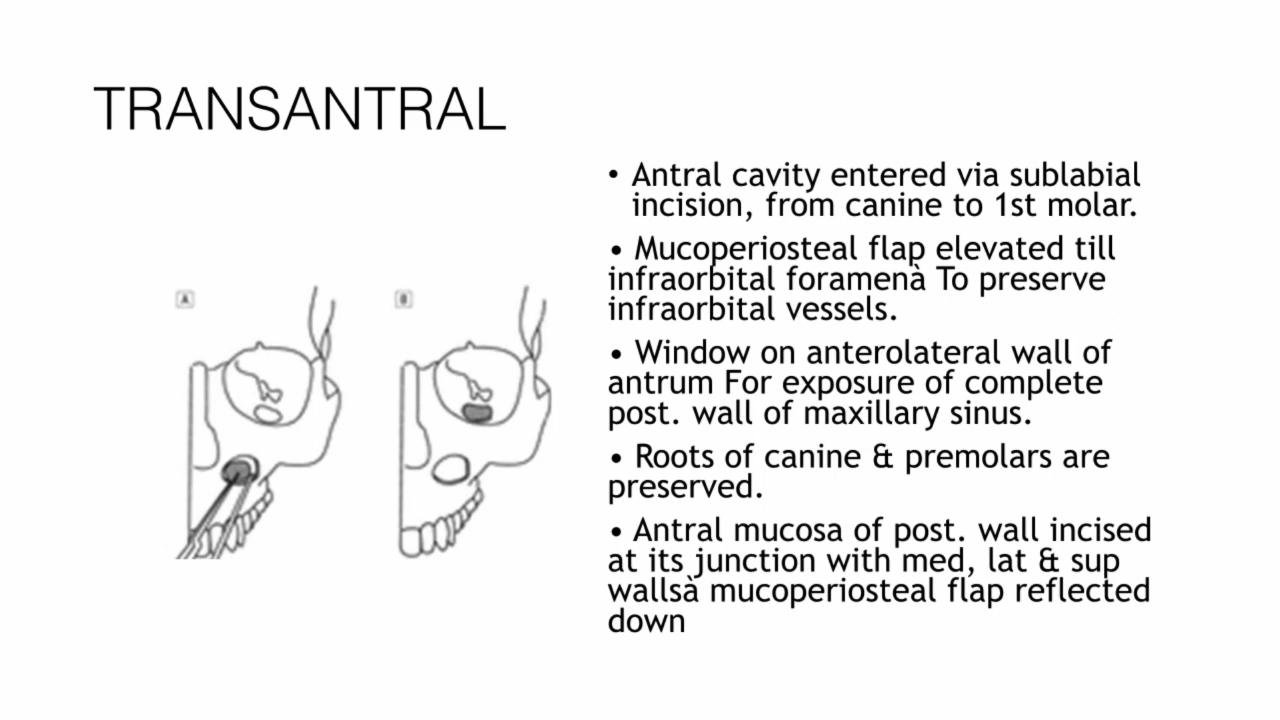 TRANSANTRAL
• Antral cavity entered via sublabial
incision, from canine to 1st molar.
• Mucoperiosteal flap elevated till
infraorbital foramenà To preserve
infraorbital vessels.
• Window on anterolateral wall of
antrum For exposure of complete
post. wall of maxillary sinus.
• Roots of canine & premolars are
preserved.
• Antral mucosa of post. wall incised
at its junction with med, lat & sup
wallsà mucoperiosteal flap reflected
down
A
B